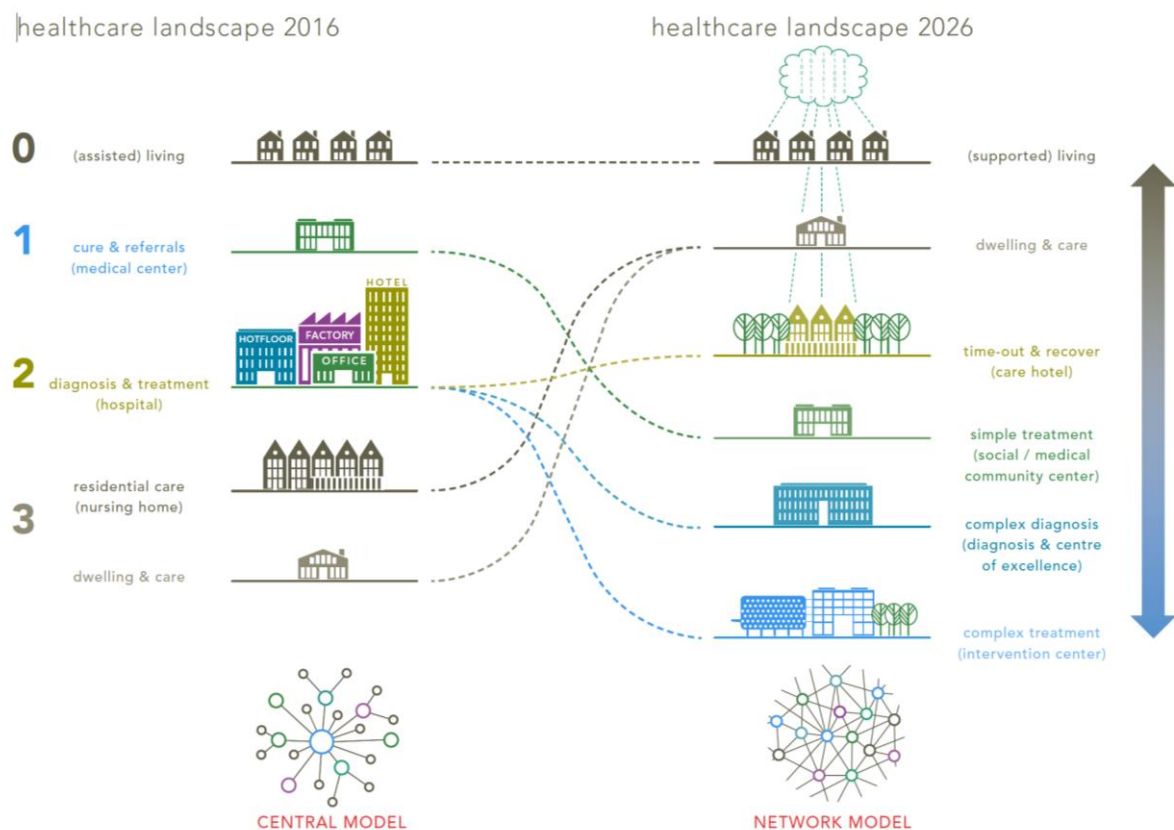 healthcare landscape 2016
healthcare landscape 2026
0
(assisted) living
(supported) living
1
cure & referrals
(medical center)
dwelling & care
HOTEL
HOTFLOOR
FACTORY
OFFICE
2
diagnosis & treatment
(hospital)
time-out & recover
(care hotel)
simple treatment
(social / medical
community center)
3
residential care
(nursing home)
complex diagnosis
(diagnosis & centre
of excellence)
dwelling & care
complex treatment
(intervention center)
CENTRAL MODEL
NETWORK MODEL